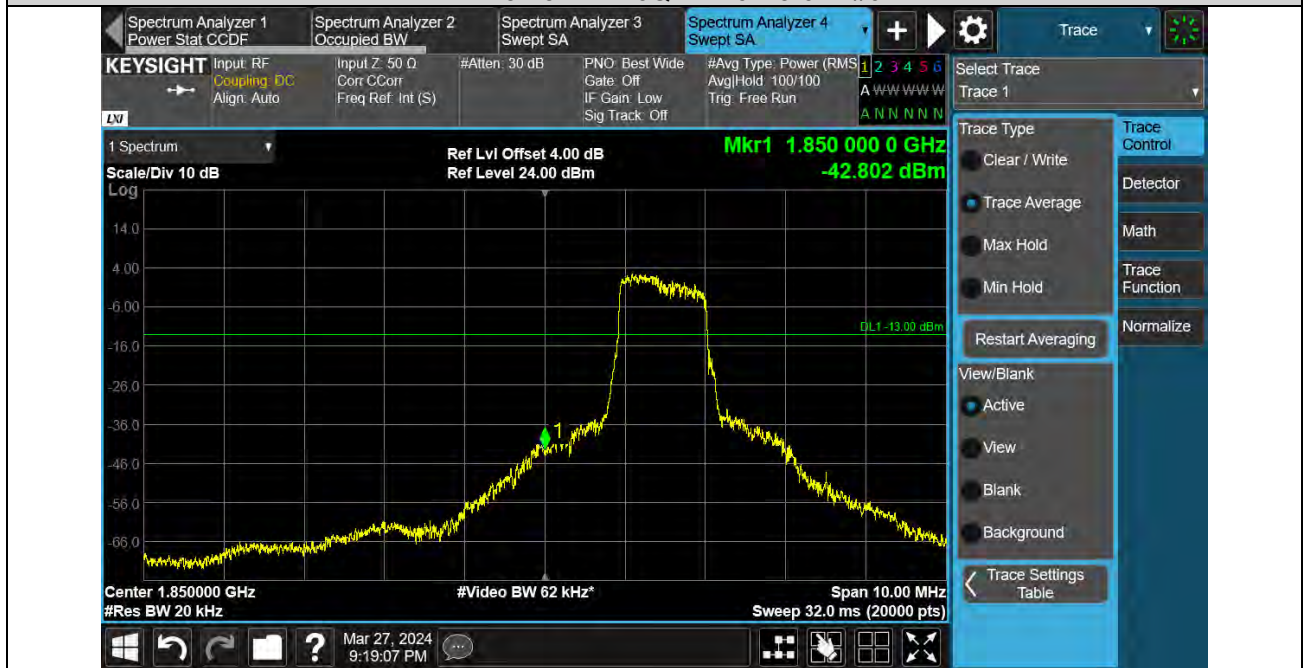 Spectrum Analyzer 1
Power Stat CCDF
Spectrum Analyzer 2
Occupied BW
Spectrum Analyzer 3
Swept SA
Spectrum Analyzer 4
Swept SA
Trace
KEYSIGHT
LXI
Input: RF
Coupling: DC
Align: Auto
Input Z: 50 Ω
Corr CCorr
Freq Ref: Int (S)
#Atten: 30 dB
PNO: Best Wide
Gate: Off
IF Gain: Low
Sig Track: Off
#Avg Type: Power (RMS
Avg|Hold: 100/100
Trig: Free Run
1 2 3 4 5 6
A W W W W W
A N N N N N
Select Trace
Trace 1
1 Spectrum
Scale/Div 10 dB
Ref Lvl Offset 4.00 dB
Ref Level 24.00 dBm
Mkr1 1.850 000 0 GHz
-42.802 dBm
Log
14.0
4.00
-6.00
-16.0
-26.0
-36.0
-46.0
-56.0
-66.0
DL1 -13.00 dBm
1
Center 1.850000 GHz
#Res BW 20 kHz
#Video BW 62 kHz*
Span 10.00 MHz
Sweep 32.0 ms (20000 pts)
Trace Type
Clear / Write
Trace Average
Max Hold
Min Hold
Restart Averaging
View/Blank
Active
View
Blank
Background
Trace Settings
Table
Trace
Control
Detector
Math
Trace
Function
Normalize
?
Mar 27, 2024
9:19:07 PM